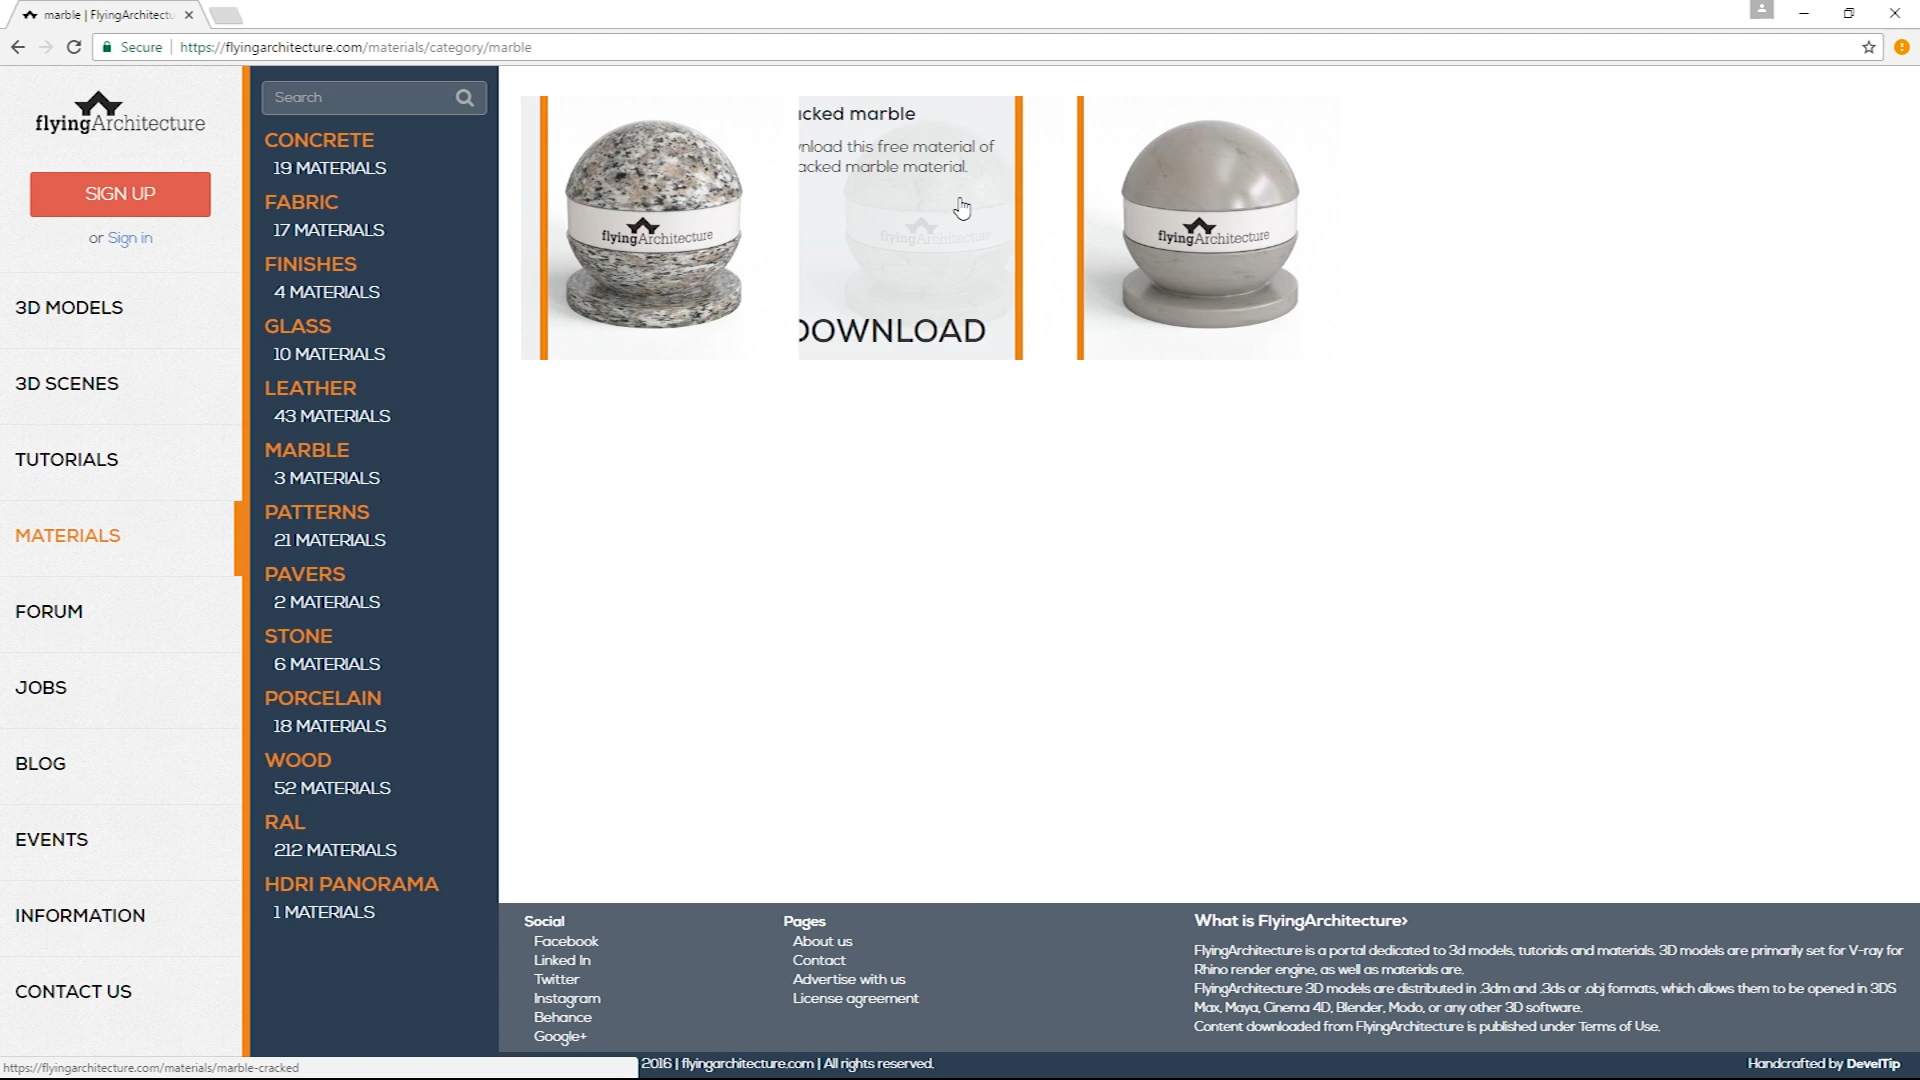 marble | FlyingArchitectu
Secure
https://flyingarchitecture.com/materials/category/marble
flyingArchitecture
SIGN UP
or Sign in
3D MODELS
3D SCENES
TUTORIALS
MATERIALS
FORUM
JOBS
BLOG
EVENTS
INFORMATION
CONTACT US
Search
CONCRETE
19 MATERIALS
FABRIC
17 MATERIALS
FINISHES
4 MATERIALS
GLASS
10 MATERIALS
LEATHER
43 MATERIALS
MARBLE
3 MATERIALS
PATTERNS
21 MATERIALS
PAVERS
2 MATERIALS
STONE
6 MATERIALS
PORCELAIN
18 MATERIALS
WOOD
52 MATERIALS
RAL
212 MATERIALS
HDRI PANORAMA
1 MATERIALS
flyingArchitecture
acked marble
wnload this free material of
acked marble material.
flyingArchitecture
DOWNLOAD
flyingArchitecture
Social
Facebook
Linked In
Twitter
Instagram
Behance
Google+
Pages
About us
Contact
Advertise with us
License agreement
What is FlyingArchitecture>
FlyingArchitecture is a portal dedicated to 3d models, tutorials and materials. 3D models are primarily set for V-ray for
Rhino render engine, as well as materials are.
FlyingArchitecture 3D models are distributed in .3dm and .3ds or .obj formats, which allows them to be opened in 3DS
Max, Maya, Cinema 4D, Blender, Modo, or any other 3D software.
Content downloaded from FlyingArchitecture is published under Terms of Use.
https://flyingarchitecture.com/materials/marble-cracked
2016 | flyingarchitecture.com | All rights reserved.
Handcrafted by DevelTip